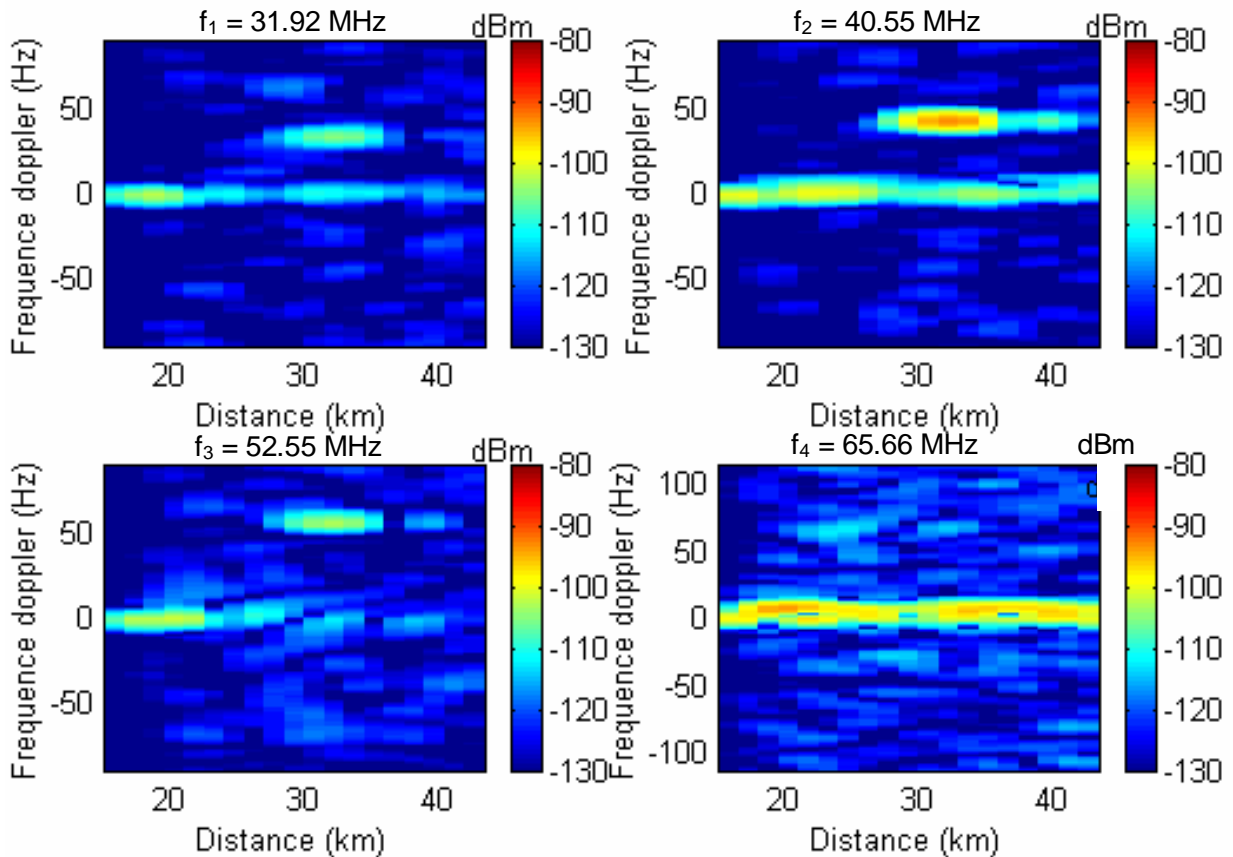 f₁ = 31.92 MHz
dBm
Frequence doppler (Hz)
50
0
-50
20 30 40
Distance (km)
-80
-90
-100
-110
-120
-130
f₂ = 40.55 MHz
dBm
Frequence doppler (Hz)
50
0
-50
20 30 40
Distance (km)
-80
-90
-100
-110
-120
-130
f₃ = 52.55 MHz
dBm
Frequence doppler (Hz)
50
0
-50
20 30 40
Distance (km)
-80
-90
-100
-110
-120
-130
f₄ = 65.66 MHz
dBm
Frequence doppler (Hz)
100
50
0
-50
-100
20 30 40
Distance (km)
-80
-90
-100
-110
-120
-130